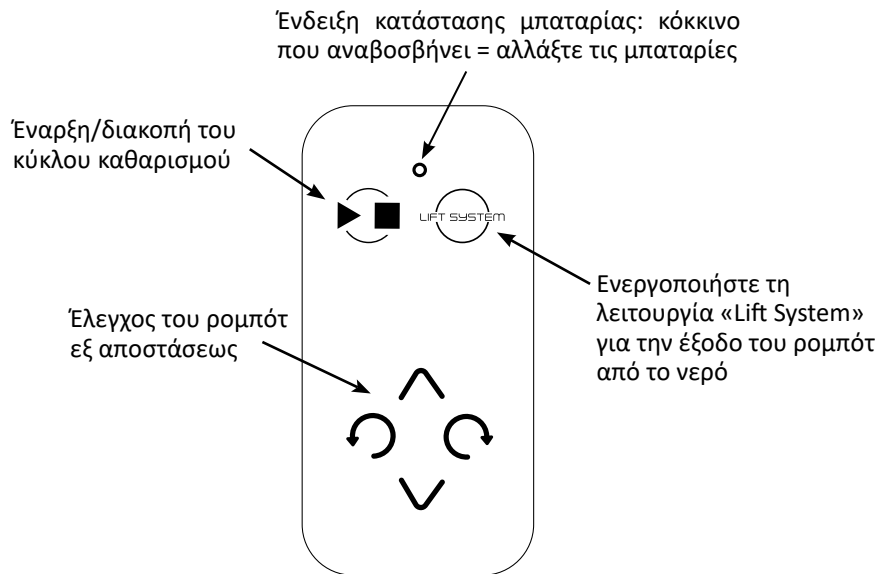 Ένδειξη κατάστασης μπαταρίας: κόκκινο
που αναβοσβήνει = αλλάξτε τις μπαταρίες
Έναρξη/διακοπή του
κύκλου καθαρισμού
LIFT SYSTEM
Ενεργοποιήστε τη
λειτουργία «Lift System»
για την έξοδο του ρομπότ
από το νερό
Έλεγχος του ρομπότ
εξ αποστάσεως